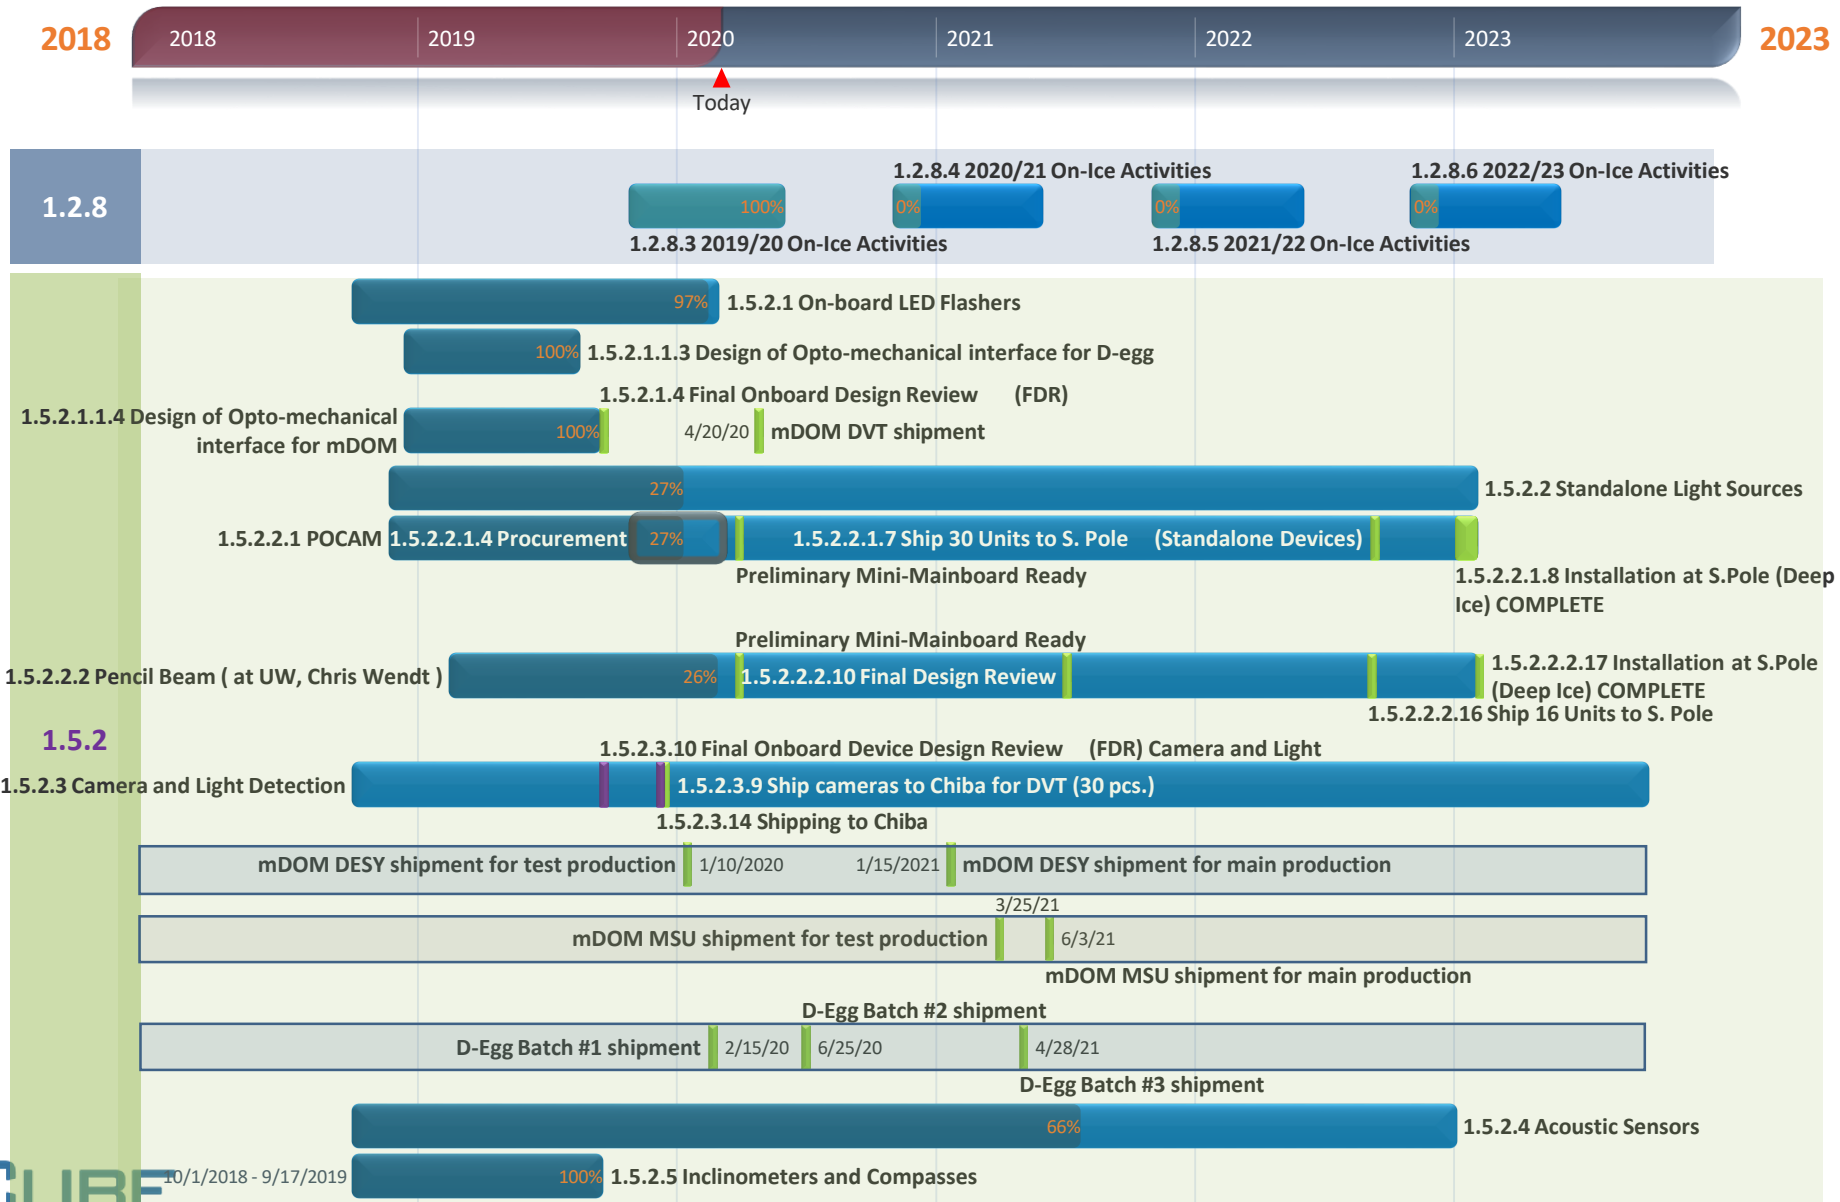 2018
2018
2019
2020
2021
2022
2023
2023
Today
1.2.8
1.2.8.4 2020/21 On-Ice Activities
1.2.8.6 2022/23 On-Ice Activities
100%
0%
0%
0%
1.2.8.3 2019/20 On-Ice Activities
1.2.8.5 2021/22 On-Ice Activities
97%
1.5.2.1 On-board LED Flashers
100%
1.5.2.1.1.3 Design of Opto-mechanical interface for D-egg
1.5.2.1.4 Final Onboard Design Review (FDR)
1.5.2.1.1.4 Design of Opto-mechanical
interface for mDOM
100%
4/20/20
mDOM DVT shipment
27%
1.5.2.2 Standalone Light Sources
1.5.2.2.1 POCAM
1.5.2.2.1.4 Procurement
27%
1.5.2.2.1.7 Ship 30 Units to S. Pole (Standalone Devices)
Preliminary Mini-Mainboard Ready
1.5.2.2.1.8 Installation at S.Pole (Deep
Ice) COMPLETE
Preliminary Mini-Mainboard Ready
1.5.2.2.2 Pencil Beam ( at UW, Chris Wendt )
26%
1.5.2.2.2.10 Final Design Review
1.5.2.2.2.17 Installation at S.Pole
(Deep Ice) COMPLETE
1.5.2.2.2.16 Ship 16 Units to S. Pole
1.5.2
1.5.2.3.10 Final Onboard Device Design Review (FDR) Camera and Light
1.5.2.3 Camera and Light Detection
1.5.2.3.9 Ship cameras to Chiba for DVT (30 pcs.)
1.5.2.3.14 Shipping to Chiba
mDOM DESY shipment for test production
1/10/2020
1/15/2021
mDOM DESY shipment for main production
3/25/21
mDOM MSU shipment for test production
6/3/21
mDOM MSU shipment for main production
D-Egg Batch #2 shipment
D-Egg Batch #1 shipment
2/15/20
6/25/20
4/28/21
D-Egg Batch #3 shipment
66%
1.5.2.4 Acoustic Sensors
10/1/2018 - 9/17/2019
100%
1.5.2.5 Inclinometers and Compasses